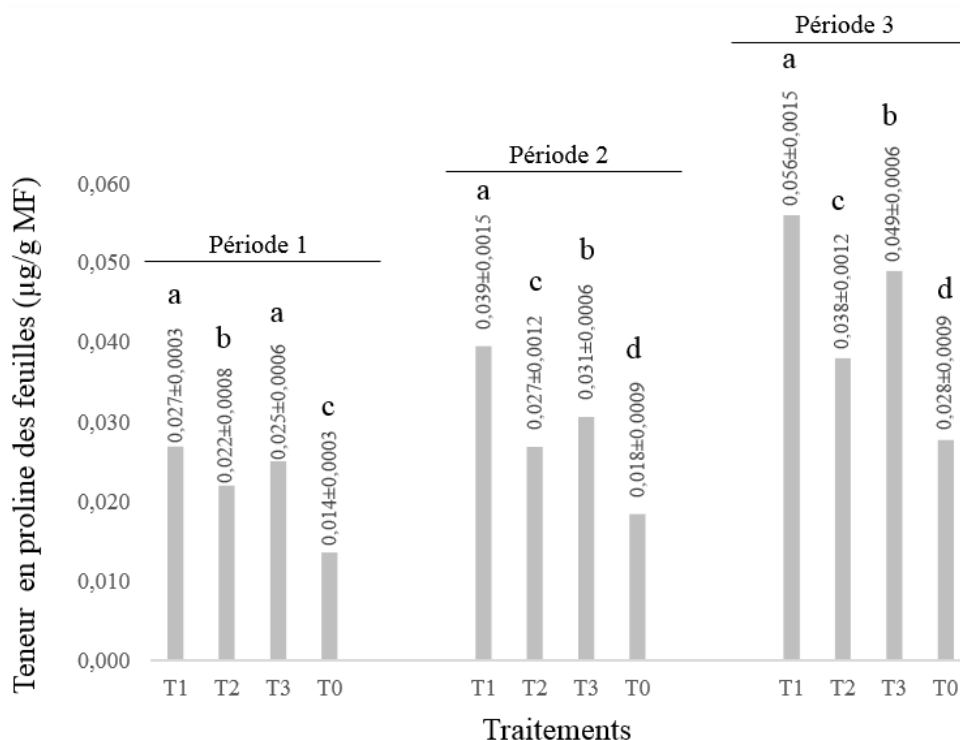 Période 3
a
0,056±0,0015
b
0,049±0,0006
c
0,038±0,0012
d
0,028±0,0009
Période 2
a
0,039±0,0015
c
0,027±0,0012
b
0,031±0,0006
d
0,018±0,0009
Période 1
a
0,027±0,0003
b
0,022±0,0008
a
0,025±0,0006
c
0,014±0,0003
Teneur en proline des feuilles (µg/g MF)
0,060
0,050
0,040
0,030
0,020
0,010
0,000
T1 T2 T3 T0 T1 T2 T3 T0 T1 T2 T3 T0
Traitements